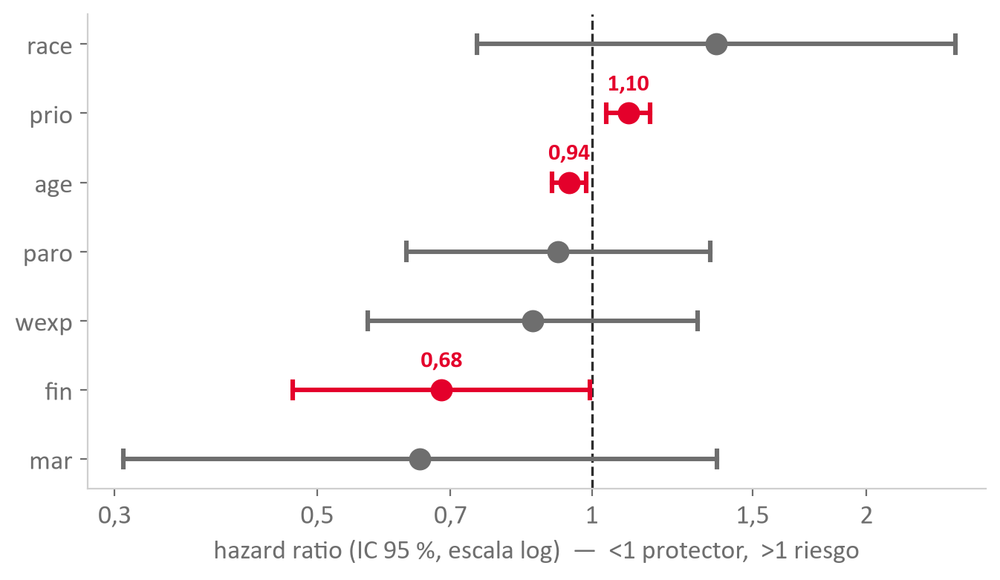 race
1,10
prio
0,94
age
paro
wexp
0,68
fin
mar
0,3 0,5 0,7 1 1,5 2
hazard ratio (IC 95 %, escala log) — <1 protector, >1 riesgo